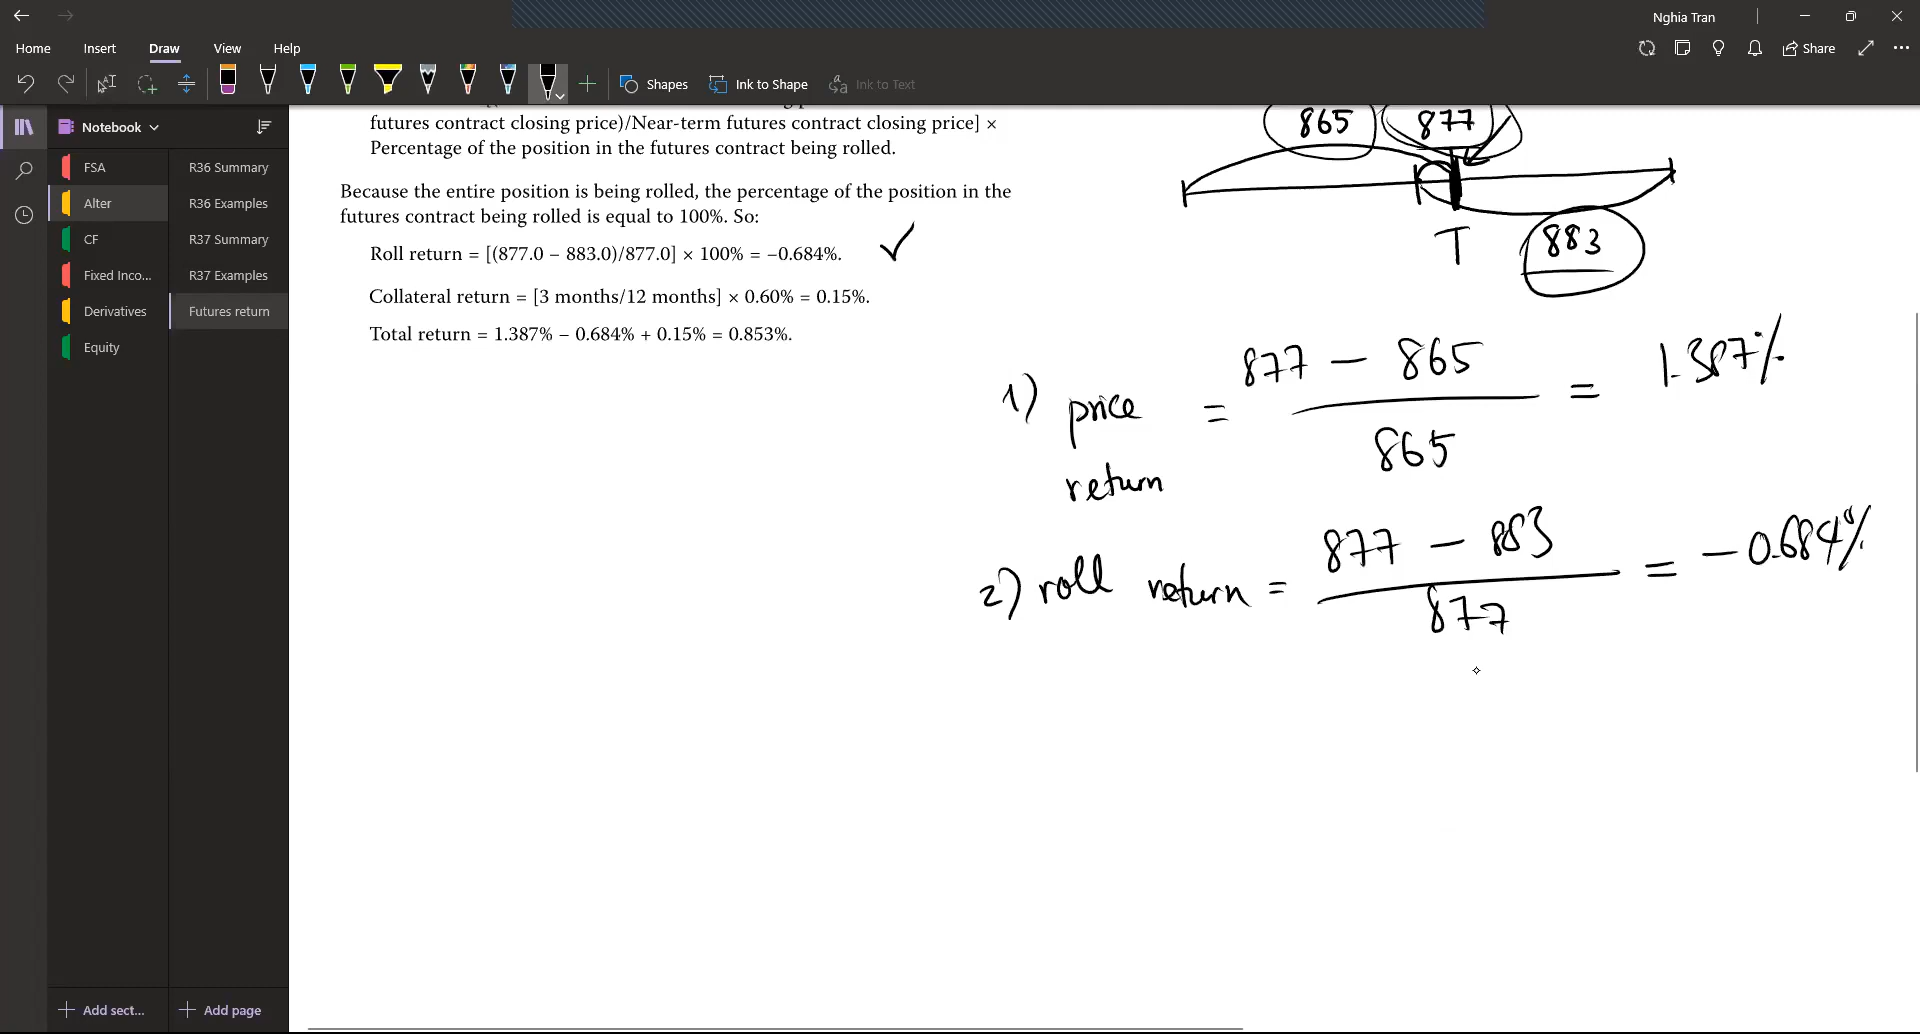 Nghia Tran
Home Insert Draw View Help
Share
Shapes Ink to Shape Ink to Text
Notebook
FSA
Alter
CF
Fixed Inco...
Derivatives
Equity
R36 Summary
R36 Examples
R37 Summary
R37 Examples
Futures return
Add sect...
Add page
futures contract closing price)/Near-term futures contract closing price] ×
Percentage of the position in the futures contract being rolled.
Because the entire position is being rolled, the percentage of the position in the
futures contract being rolled is equal to 100%. So:
Roll return = [(877.0 − 883.0)/877.0] × 100% = −0.684%.
Collateral return = [3 months/12 months] × 0.60% = 0.15%.
Total return = 1.387% − 0.684% + 0.15% = 0.853%.
865 877
T
883
1) price return = 877 − 865 / 865 = 1.387%
2) roll return = 877 − 883 / 877 = − 0.684%